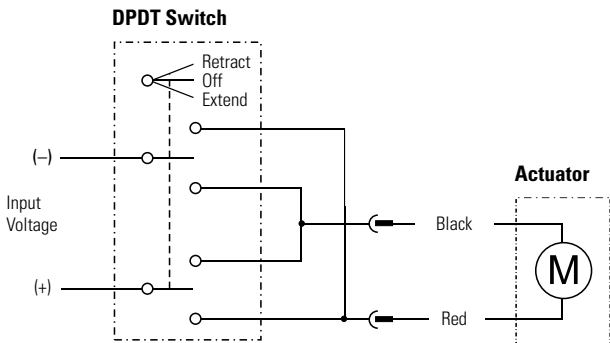 DPDT Switch
Retract
Off
Extend
(–)
Input
Voltage
(+)
Black
Red
Actuator
M